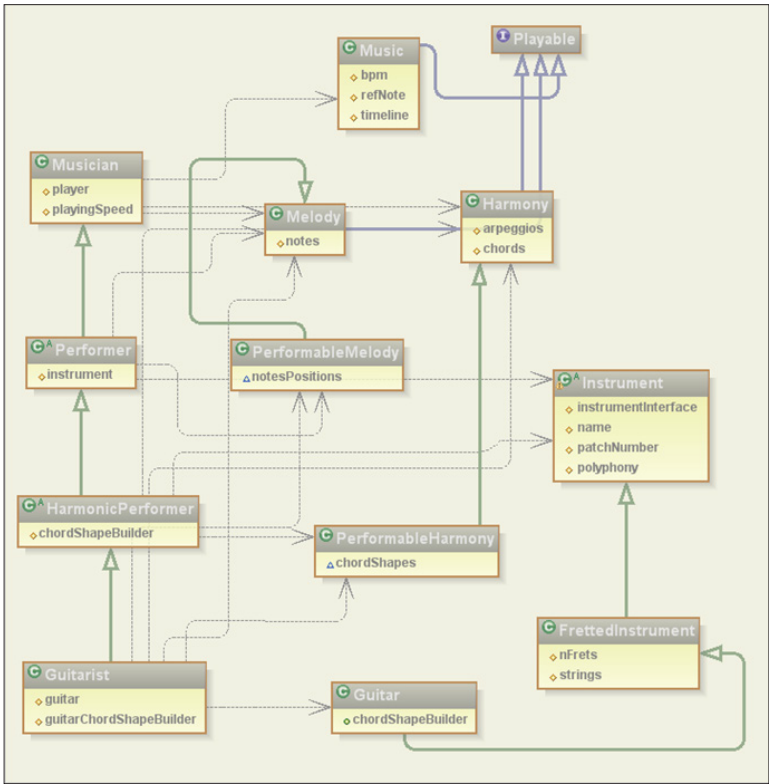 C Music
bpm
refNote
timeline
I Playable
C Musician
player
playingSpeed
C Melody
notes
C Harmony
arpeggios
chords
C A Performer
instrument
C PerformableMelody
notesPositions
C A Instrument
instrumentInterface
name
patchNumber
polyphony
C A HarmonicPerformer
chordShapeBuilder
C PerformableHarmony
chordShapes
C FrettedInstrument
nFrets
strings
C Guitarist
guitar
guitarChordShapeBuilder
C Guitar
chordShapeBuilder